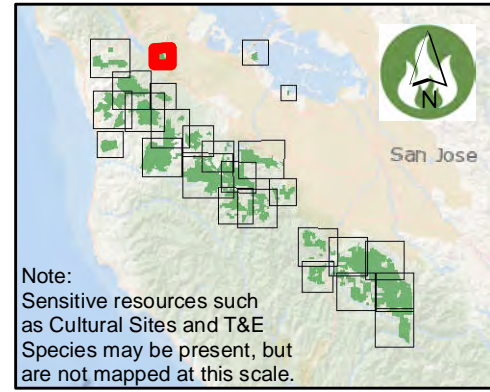 N
San Jose
Note:
Sensitive resources such
as Cultural Sites and T&E
Species may be present, but
are not mapped at this scale.